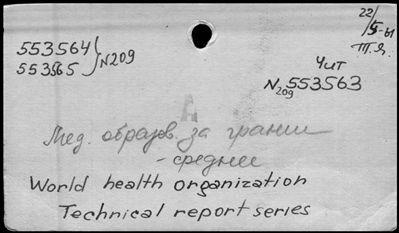 22/5-61
553564 } N209
553565
т.я.
Чит
N209 553563
A
Мед. образов. за грани
- среднее
World health organization
Technical report series